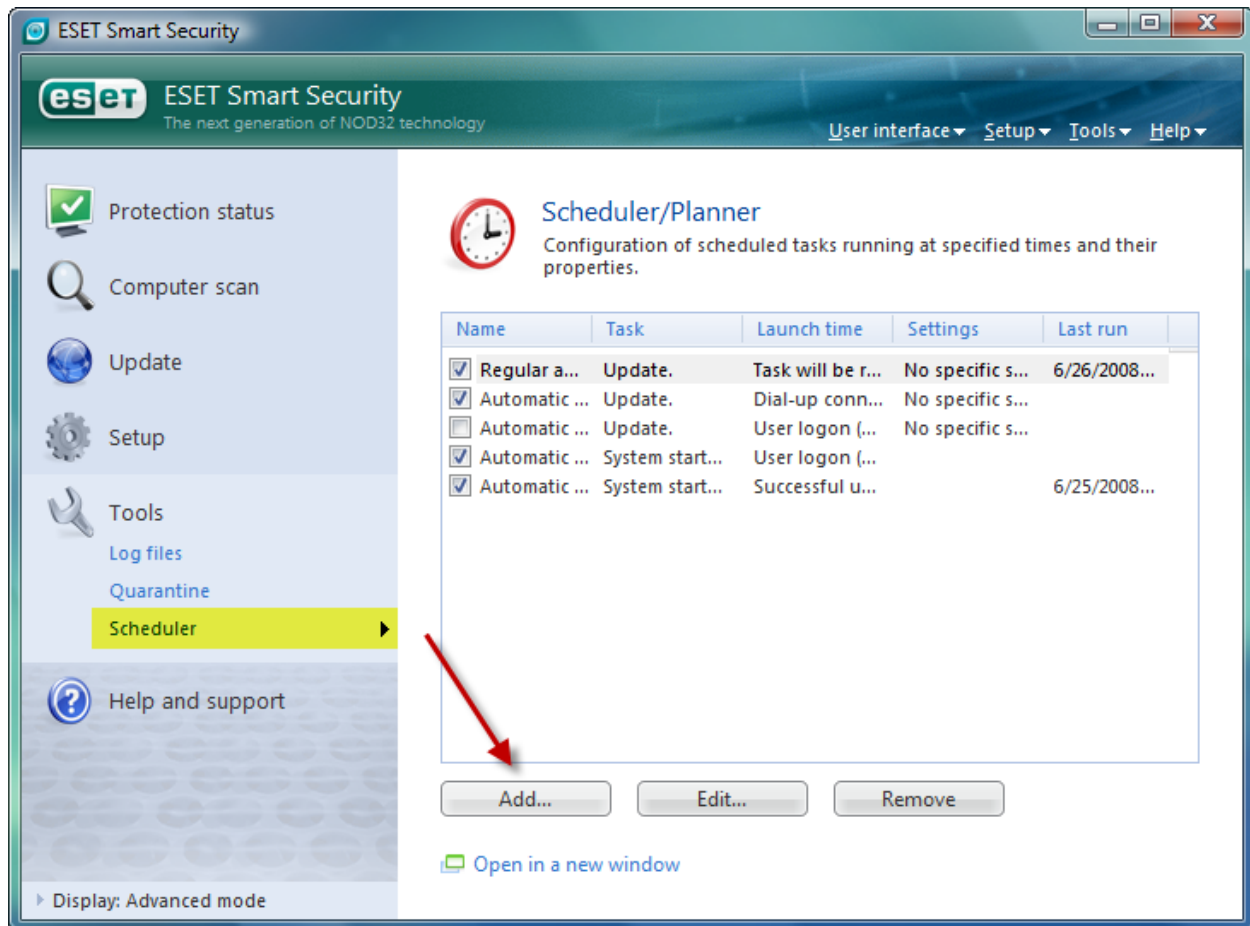 ESET Smart Security
eset ESET Smart Security
The next generation of NOD32 technology
User interface Setup Tools Help
Protection status
Computer scan
Update
Setup
Tools
Log files
Quarantine
Scheduler
Help and support
Display: Advanced mode
Scheduler/Planner
Configuration of scheduled tasks running at specified times and their
properties.
Name Task Launch time Settings Last run
Regular a... Update. Task will be r... No specific s... 6/26/2008...
Automatic ... Update. Dial-up conn... No specific s...
Automatic ... Update. User logon (... No specific s...
Automatic ... System start... User logon (...
Automatic ... System start... Successful u... 6/25/2008...
Add... Edit... Remove
Open in a new window